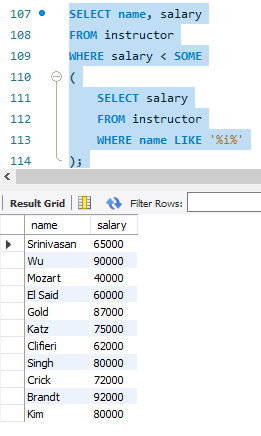 107 SELECT name, salary
108 FROM instructor
109 WHERE salary < SOME
110 (
111 SELECT salary
112 FROM instructor
113 WHERE name LIKE '%i%'
114 );
Result Grid Filter Rows:
name salary
Srinivasan 65000
Wu 90000
Mozart 40000
El Said 60000
Gold 87000
Katz 75000
Clifieri 62000
Singh 80000
Crick 72000
Brandt 92000
Kim 80000